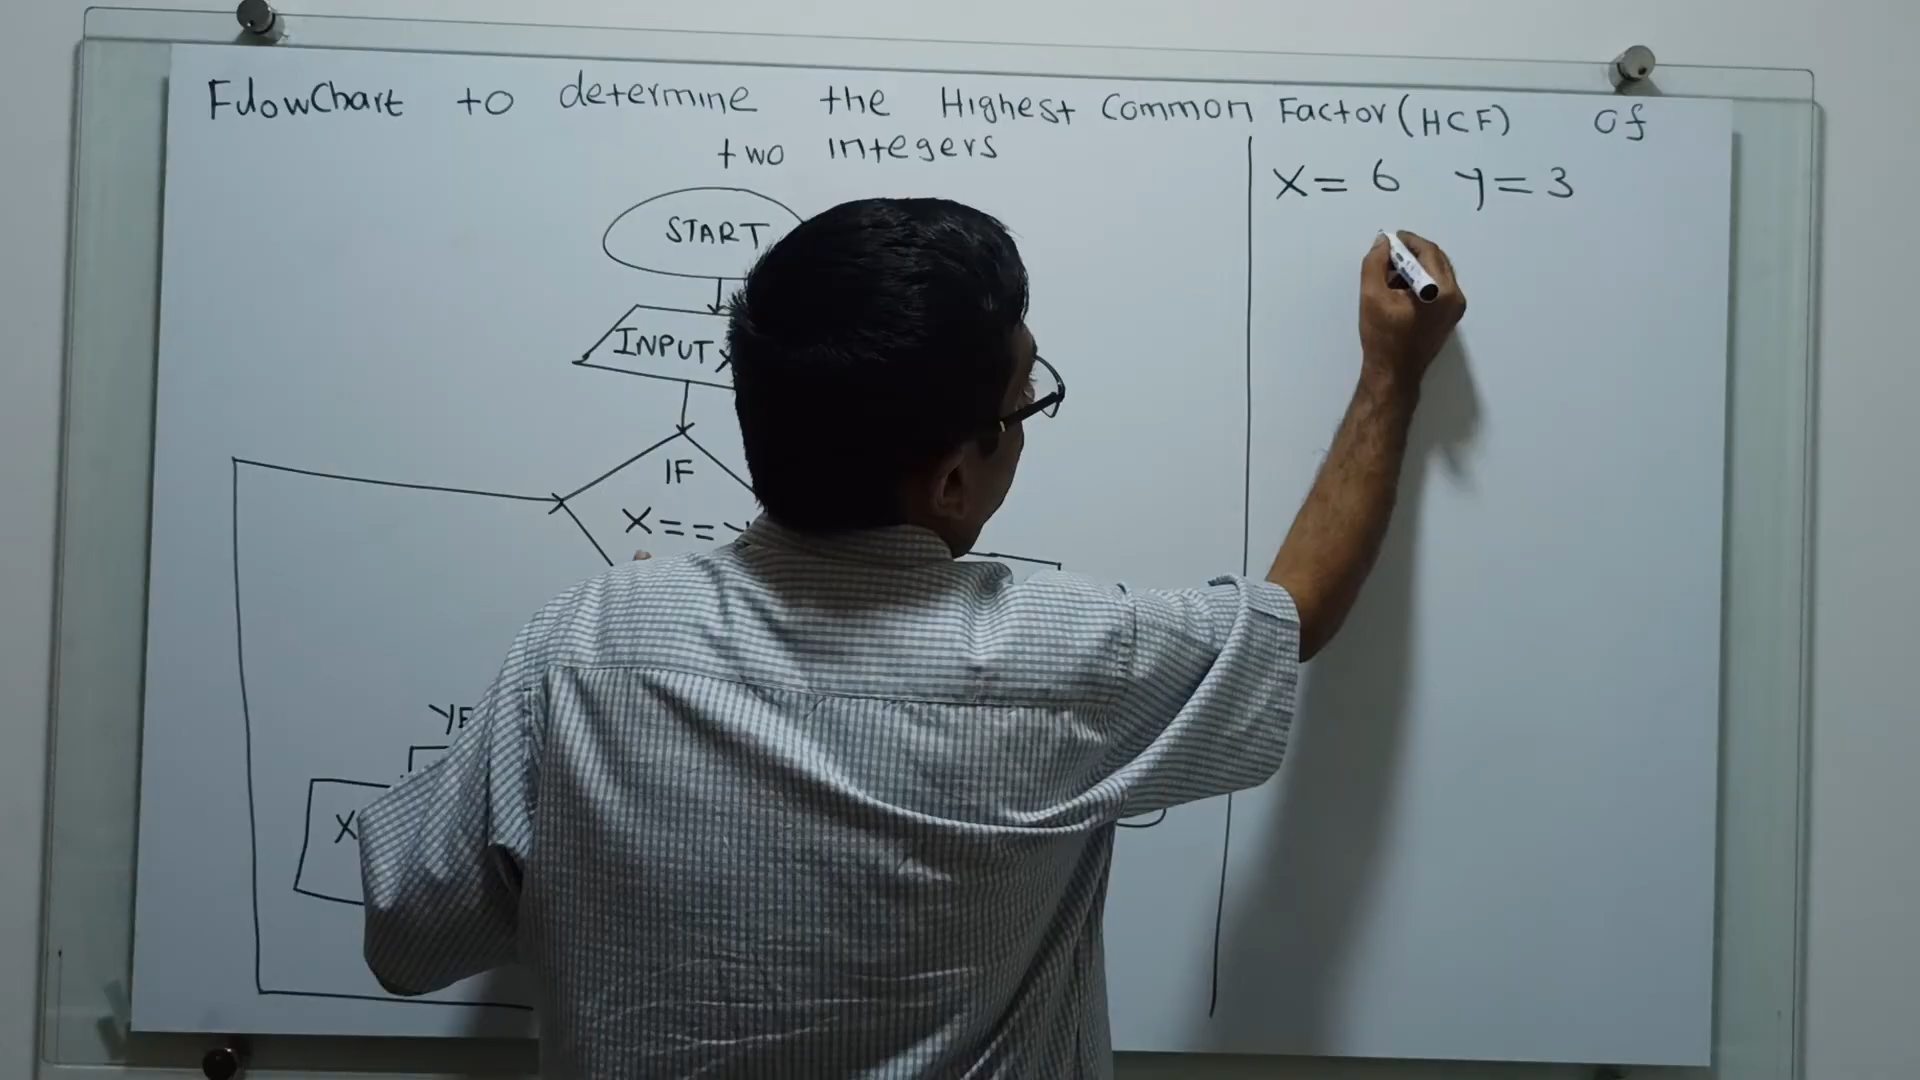 FlowChart to determine the Highest Common Factor (HCF) of
two integers
X = 6 y = 3
START
INPUT
IF
X = =
X